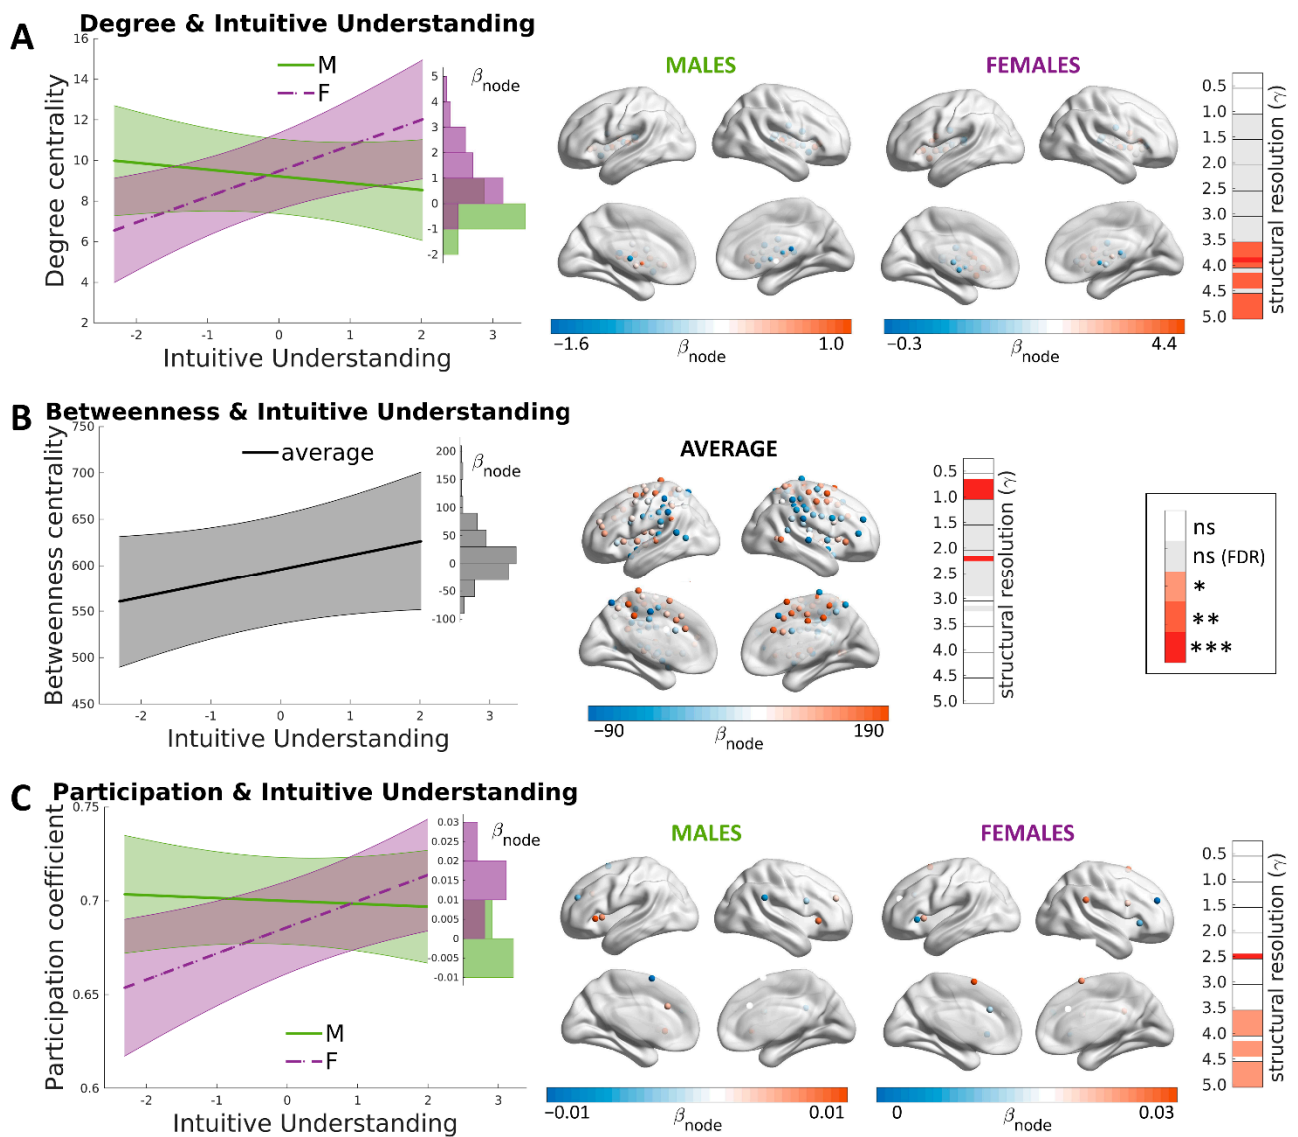 A
Degree & Intuitive Understanding
16
14
12
10
8
6
4
2
Degree centrality
M
F
-2
-1
0
1
2
3
Intuitive Understanding
5
4
3
2
1
0
-1
-2
βnode
MALES
FEMALES
−1.6
βnode
1.0
−0.3
βnode
4.4
0.5
1.0
1.5
2.0
2.5
3.0
3.5
4.0
4.5
5.0
structural resolution (γ)
B
Betweenness & Intuitive Understanding
750
700
650
600
550
500
450
Betweenness centrality
average
-2
-1
0
1
2
3
Intuitive Understanding
200
150
100
50
0
-50
-100
βnode
AVERAGE
−90
βnode
190
0.5
1.0
1.5
2.0
2.5
3.0
3.5
4.0
4.5
5.0
structural resolution (γ)
ns
ns (FDR)
*
**
***
C
Participation & Intuitive Understanding
0.75
0.7
0.65
0.6
Participation coefficient
M
F
-2
-1
0
1
2
3
Intuitive Understanding
0.03
0.02
0.015
0.01
0.005
0
-0.005
-0.01
βnode
MALES
FEMALES
−0.01
βnode
0.01
0
βnode
0.03
0.5
1.0
1.5
2.0
2.5
3.0
3.5
4.0
4.5
5.0
structural resolution (γ)